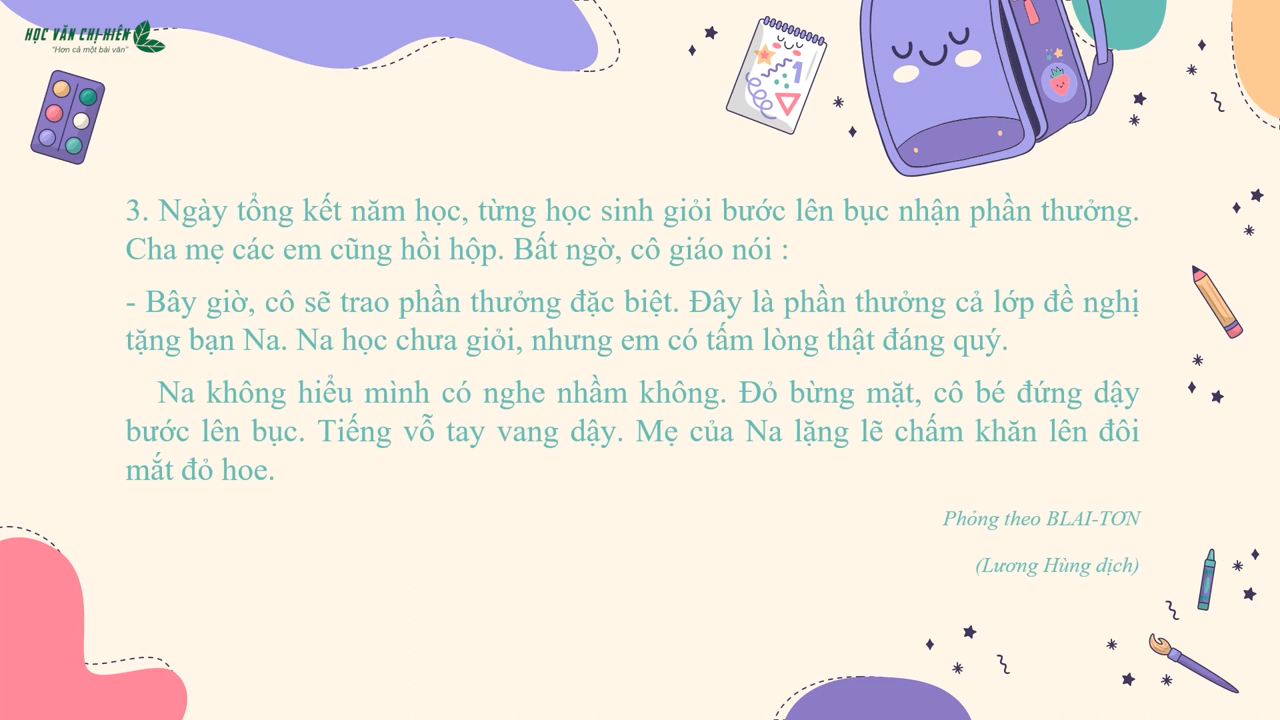 HỌC VĂN CHỊ HIÊN
"Hơn cả một bài văn"
3. Ngày tổng kết năm học, từng học sinh giỏi bước lên bục nhận phần thưởng.
Cha mẹ các em cũng hồi hộp. Bất ngờ, cô giáo nói :
- Bây giờ, cô sẽ trao phần thưởng đặc biệt. Đây là phần thưởng cả lớp đề nghị
tặng bạn Na. Na học chưa giỏi, nhưng em có tấm lòng thật đáng quý.
Na không hiểu mình có nghe nhầm không. Đỏ bừng mặt, cô bé đứng dậy
bước lên bục. Tiếng vỗ tay vang dậy. Mẹ của Na lặng lẽ chấm khăn lên đôi
mắt đỏ hoe.
Phỏng theo BLAI-TƠN
(Lương Hùng dịch)